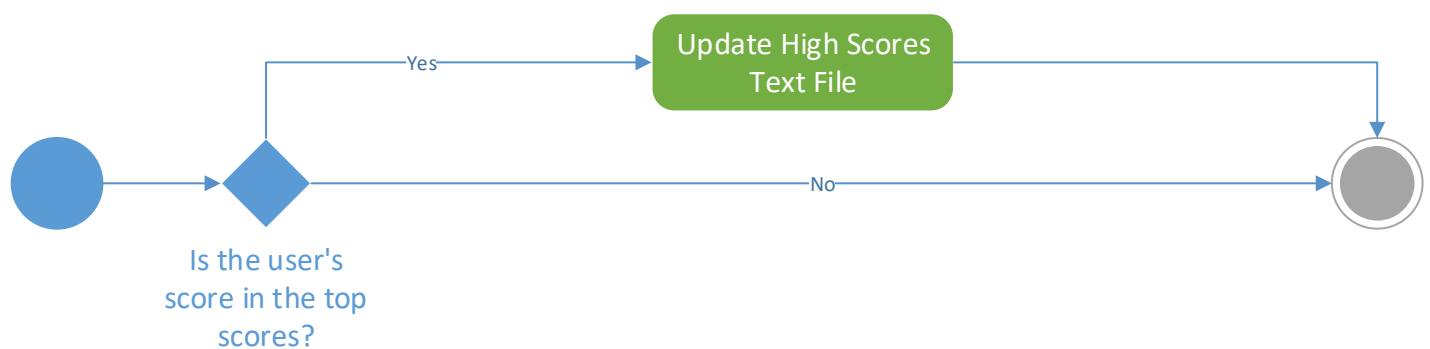 Update High Scores
Text File
Yes
No
Is the user's
score in the top
scores?